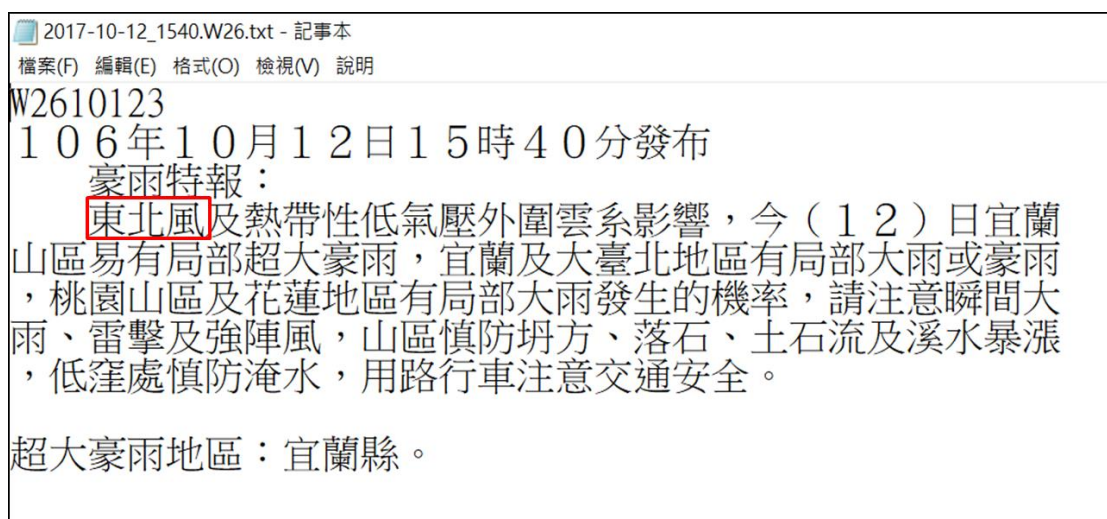 2017-10-12_1540.W26.txt - 記事本
檔案(F) 編輯(E) 格式(O) 檢視(V) 說明
W2610123
１０６年１０月１２日１５時４０分發布
　　豪雨特報：
　　東北風及熱帶性低氣壓外圍雲系影響，今（１２）日宜蘭
山區易有局部超大豪雨，宜蘭及大臺北地區有局部大雨或豪雨
，桃園山區及花蓮地區有局部大雨發生的機率，請注意瞬間大
雨、雷擊及強陣風，山區慎防坍方、落石、土石流及溪水暴漲
，低窪處慎防淹水，用路行車注意交通安全。
超大豪雨地區：宜蘭縣。